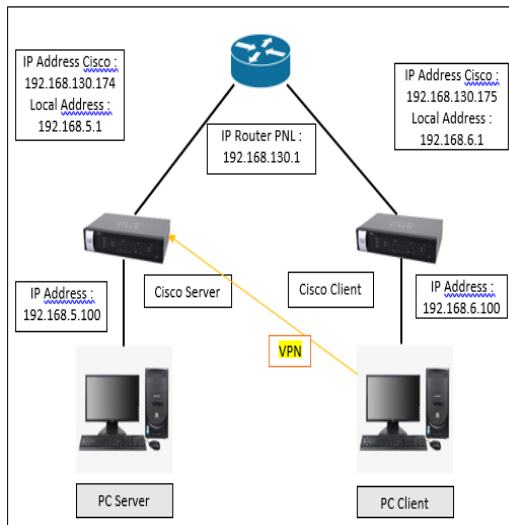 IP Address Cisco :
192.168.130.174
Local Address :
192.168.5.1
IP Address Cisco :
192.168.130.175
Local Address :
192.168.6.1
IP Router PNL :
192.168.130.1
IP Address :
192.168.5.100
Cisco Server
Cisco Client
IP Address :
192.168.6.100
VPN
PC Server
PC Client